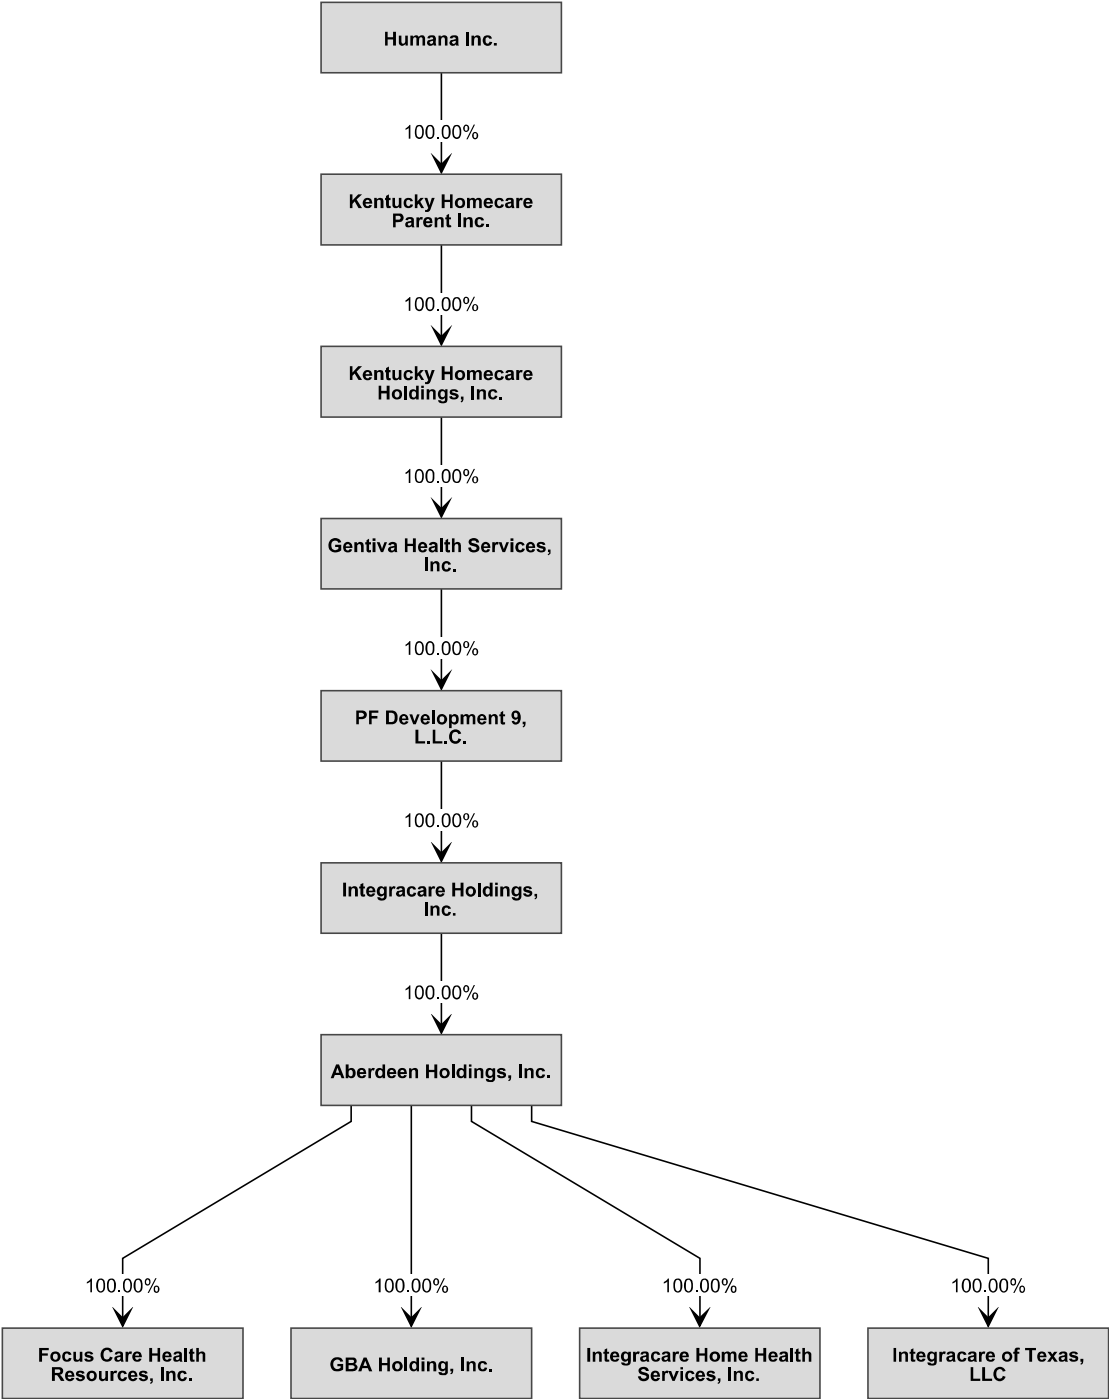 Humana Inc.
100.00%
Kentucky Homecare
Parent Inc.
100.00%
Kentucky Homecare
Holdings, Inc.
100.00%
Gentiva Health Services,
Inc.
100.00%
PF Development 9,
L.L.C.
100.00%
Integracare Holdings,
Inc.
100.00%
Aberdeen Holdings, Inc.
100.00%
100.00%
100.00%
100.00%
Focus Care Health
Resources, Inc.
GBA Holding, Inc.
Integracare Home Health
Services, Inc.
Integracare of Texas,
LLC